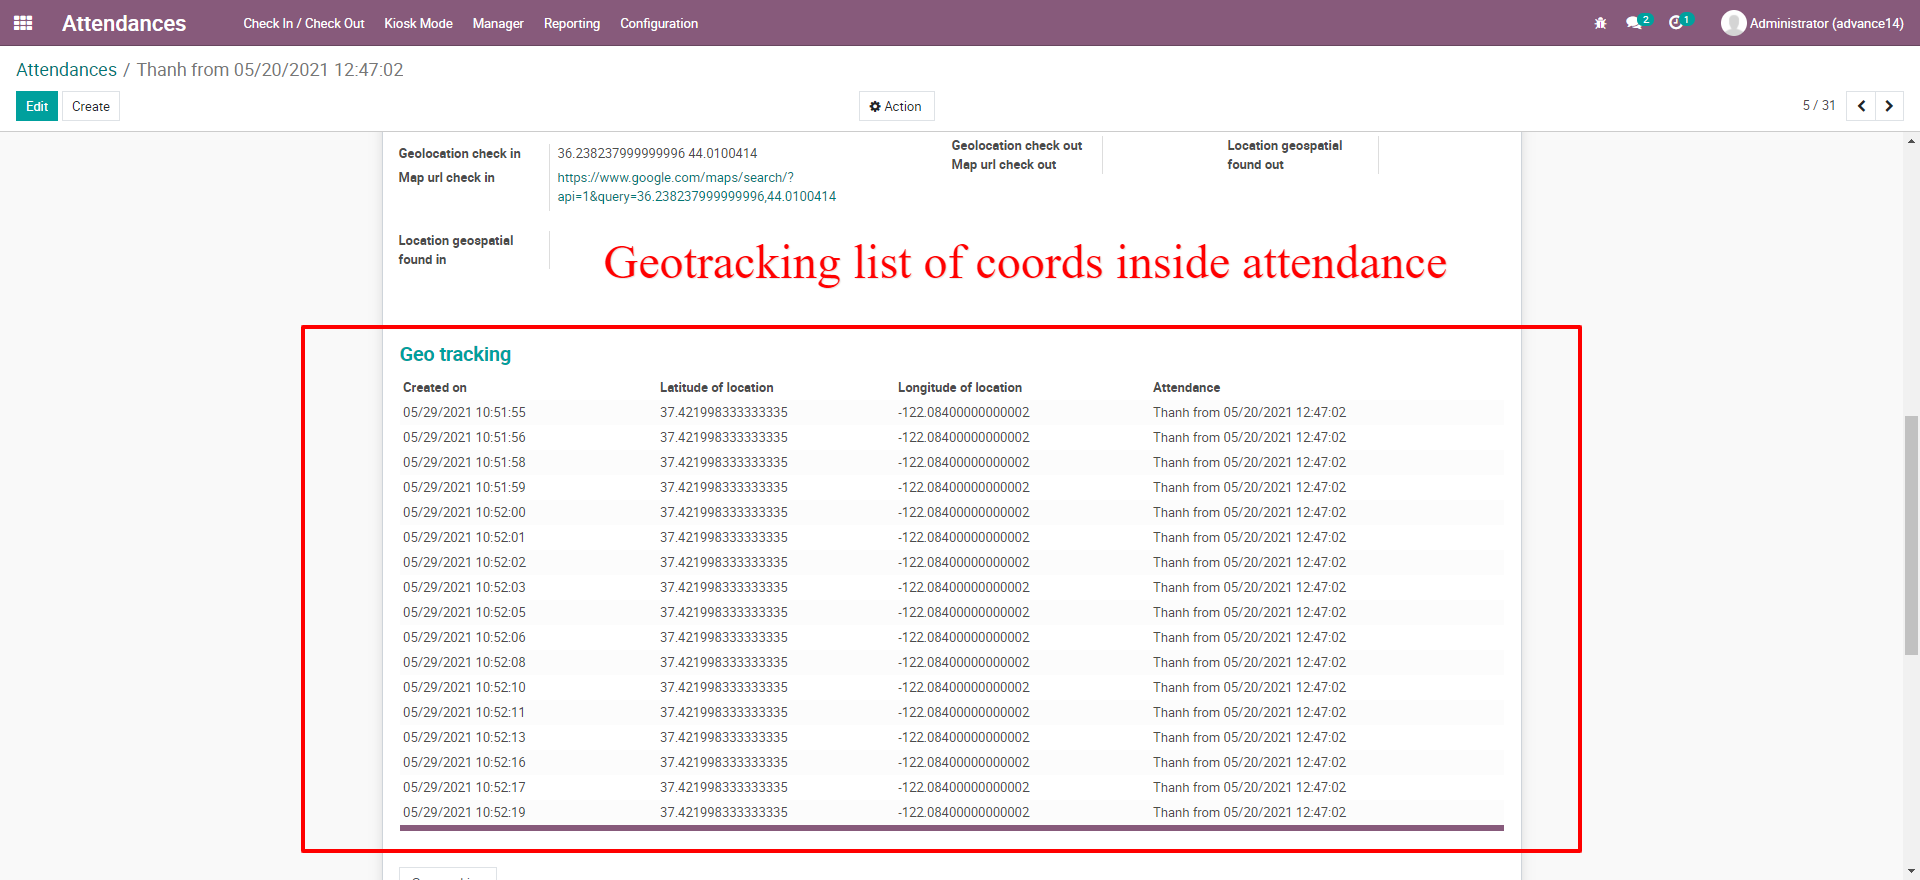 Attendances Check In / Check Out Kiosk Mode Manager Reporting Configuration 2 1 Administrator (advance14)
Attendances / Thanh from 05/20/2021 12:47:02
Edit Create Action 5 / 31
Geolocation check in 36.238237999999996 44.0100414
Map url check in https://www.google.com/maps/search/?
api=1&query=36.238237999999996,44.0100414
Geolocation check out
Map url check out
Location geospatial
found out
Location geospatial
found in
Geotracking list of coords inside attendance
Geo tracking
Created on Latitude of location Longitude of location Attendance
05/29/2021 10:51:55 37.421998333333335 -122.08400000000002 Thanh from 05/20/2021 12:47:02
05/29/2021 10:51:56 37.421998333333335 -122.08400000000002 Thanh from 05/20/2021 12:47:02
05/29/2021 10:51:58 37.421998333333335 -122.08400000000002 Thanh from 05/20/2021 12:47:02
05/29/2021 10:51:59 37.421998333333335 -122.08400000000002 Thanh from 05/20/2021 12:47:02
05/29/2021 10:52:00 37.421998333333335 -122.08400000000002 Thanh from 05/20/2021 12:47:02
05/29/2021 10:52:01 37.421998333333335 -122.08400000000002 Thanh from 05/20/2021 12:47:02
05/29/2021 10:52:02 37.421998333333335 -122.08400000000002 Thanh from 05/20/2021 12:47:02
05/29/2021 10:52:03 37.421998333333335 -122.08400000000002 Thanh from 05/20/2021 12:47:02
05/29/2021 10:52:05 37.421998333333335 -122.08400000000002 Thanh from 05/20/2021 12:47:02
05/29/2021 10:52:06 37.421998333333335 -122.08400000000002 Thanh from 05/20/2021 12:47:02
05/29/2021 10:52:08 37.421998333333335 -122.08400000000002 Thanh from 05/20/2021 12:47:02
05/29/2021 10:52:10 37.421998333333335 -122.08400000000002 Thanh from 05/20/2021 12:47:02
05/29/2021 10:52:11 37.421998333333335 -122.08400000000002 Thanh from 05/20/2021 12:47:02
05/29/2021 10:52:13 37.421998333333335 -122.08400000000002 Thanh from 05/20/2021 12:47:02
05/29/2021 10:52:16 37.421998333333335 -122.08400000000002 Thanh from 05/20/2021 12:47:02
05/29/2021 10:52:17 37.421998333333335 -122.08400000000002 Thanh from 05/20/2021 12:47:02
05/29/2021 10:52:19 37.421998333333335 -122.08400000000002 Thanh from 05/20/2021 12:47:02